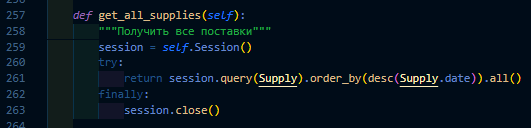 257 def get_all_supplies(self):
258 """Получить все поставки"""
259 session = self.Session()
260 try:
261 return session.query(Supply).order_by(desc(Supply.date)).all()
262 finally:
263 session.close()